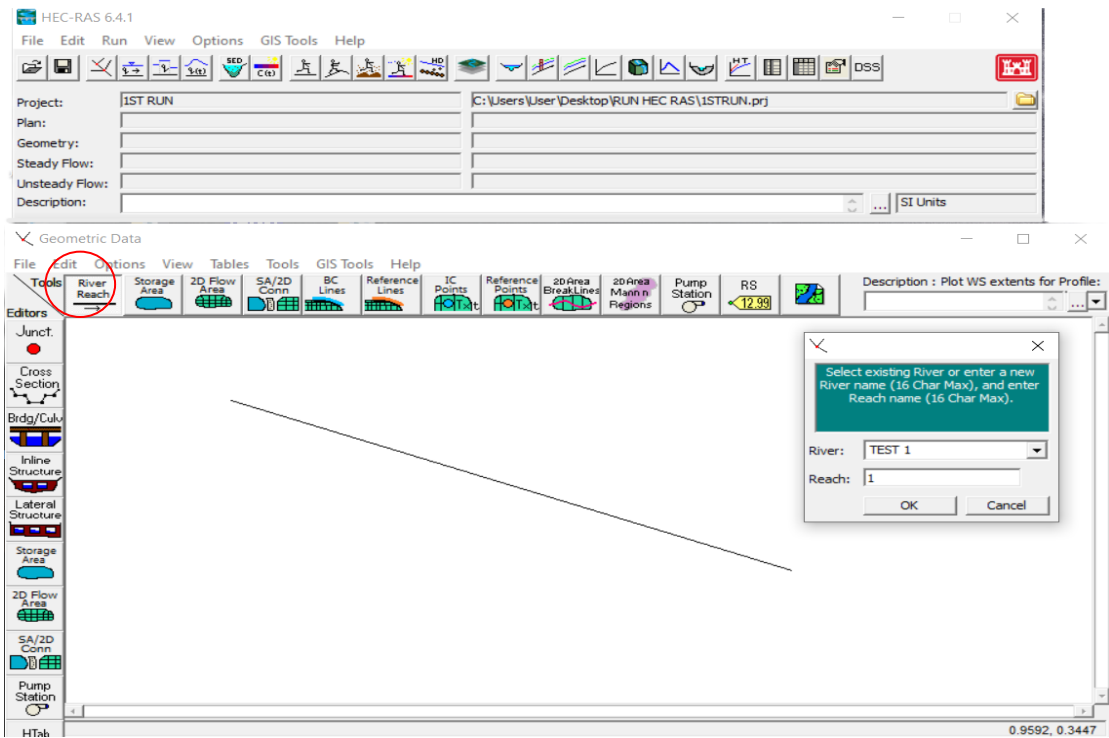 HEC-RAS 6.4.1
File Edit Run View Options GIS Tools Help
SED
C(t)
HD
HT
DSS
Project: 1ST RUN C:\Users\User\Desktop\RUN HEC RAS\1STRUN.prj
Plan:
Geometry:
Steady Flow:
Unsteady Flow:
Description: ... SI Units
Geometric Data
File Edit Options View Tables Tools GIS Tools Help
Tools
Editors
River
Reach
Storage
Area
2D Flow
Area
SA/2D
Conn
BC
Lines
Reference
Lines
IC
Points
Reference
Points
2D Area
BreakLines
2D Area
Mann n
Regions
Pump
Station
RS
12.99
Description : Plot WS extents for Profile:
...
Junct.
Cross
Section
Brdg/Culv
Inline
Structure
Lateral
Structure
Storage
Area
2D Flow
Area
SA/2D
Conn
Pump
Station
HTab
Select existing River or enter a new
River name (16 Char Max), and enter
Reach name (16 Char Max).
River: TEST 1
Reach: 1
OK Cancel
0.9592, 0.3447